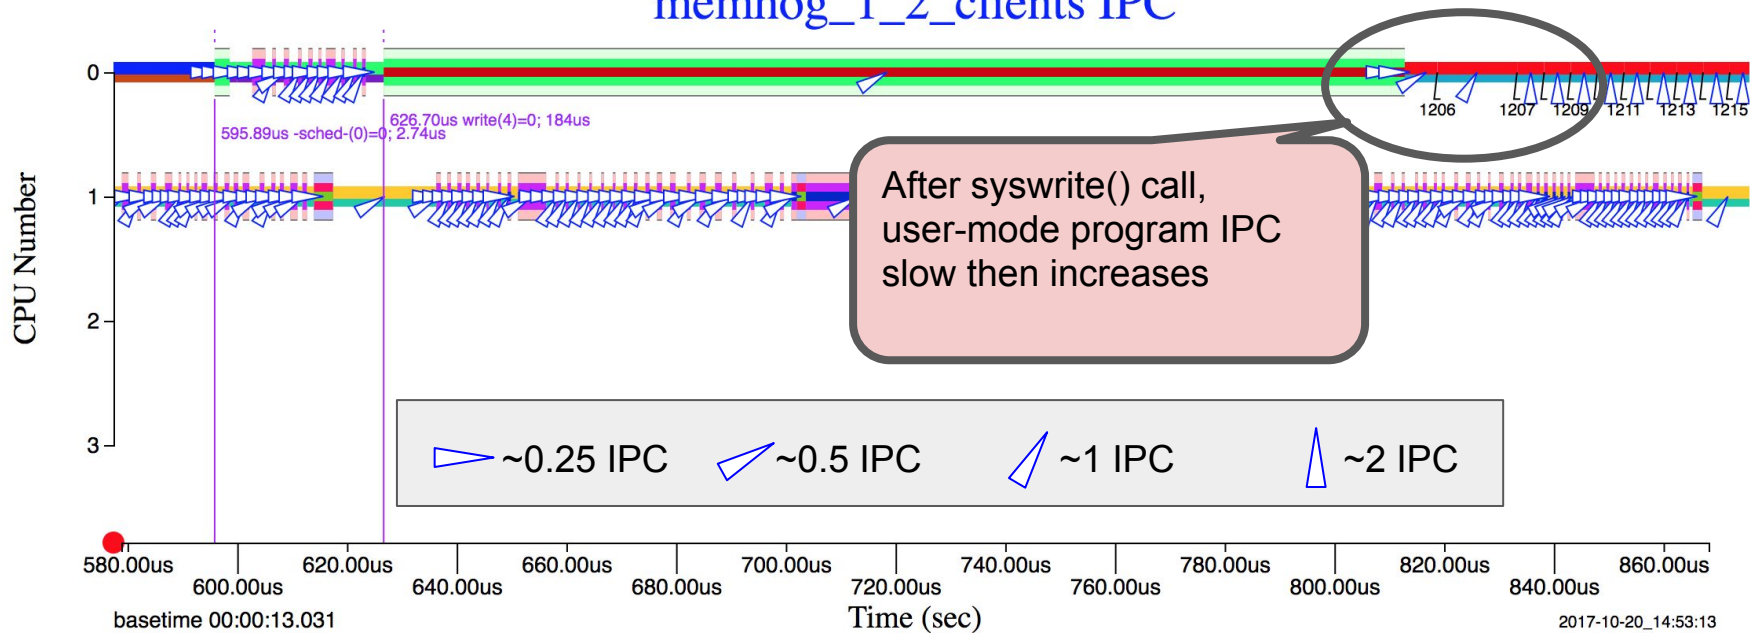 memhog_1_2_clients IPC
0
1206
1207
1209
1211
1213
1215
626.70us write(4)=0; 184us
595.89us -sched-(0)=0; 2.74us
After syswrite() call,
user-mode program IPC
slow then increases
CPU Number
1
2
3
~0.25 IPC
~0.5 IPC
~1 IPC
~2 IPC
580.00us
600.00us
620.00us
640.00us
660.00us
680.00us
700.00us
720.00us
740.00us
760.00us
780.00us
800.00us
820.00us
840.00us
860.00us
basetime 00:00:13.031
Time (sec)
2017-10-20_14:53:13